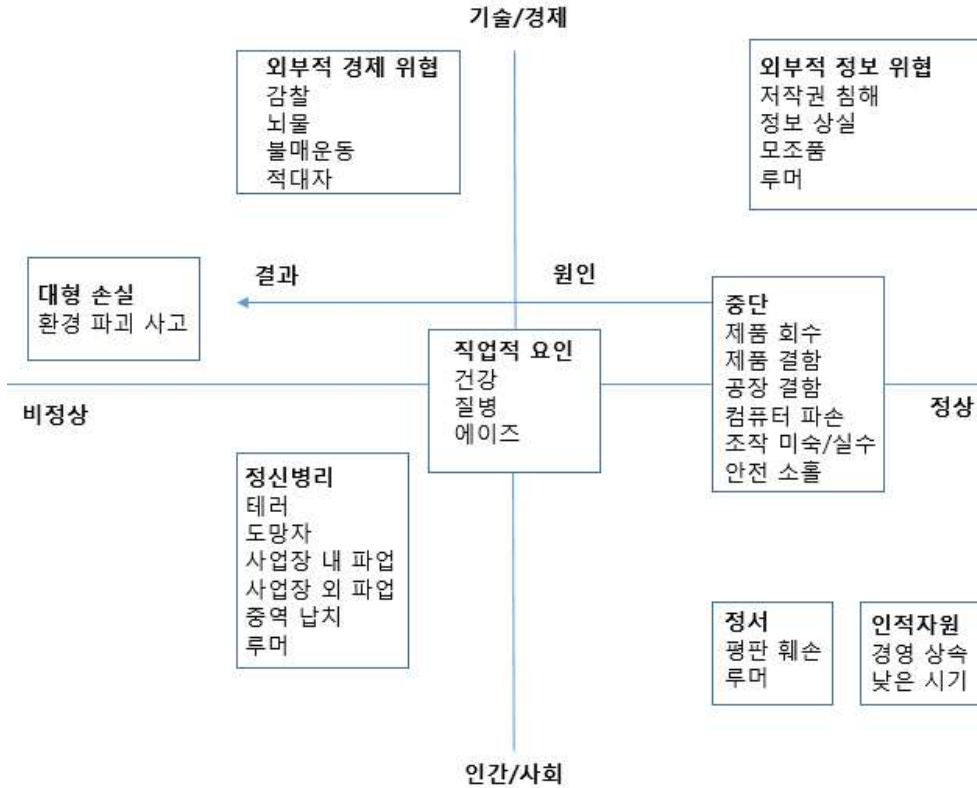 기술/경제
외부적 경제 위협
감찰
뇌물
불매운동
적대자
외부적 정보 위협
저작권 침해
정보 상실
모조품
루머
대형 손실
환경 파괴 사고
결과
원인
중단
제품 회수
제품 결함
공장 결함
컴퓨터 파손
조작 미숙/실수
안전 소홀
직업적 요인
건강
질병
에이즈
비정상
정상
정신병리
테러
도망자
사업장 내 파업
사업장 외 파업
중역 납치
루머
정서
평판 훼손
루머
인적자원
경영 상속
낮은 시기
인간/사회